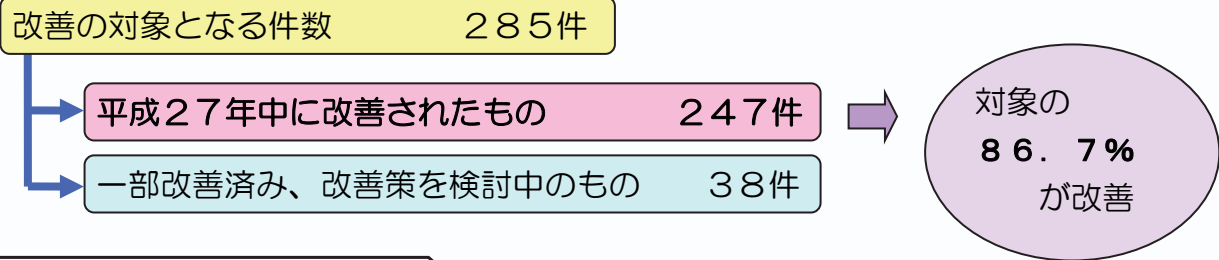 改善の対象となる件数　　　　２８５件
平成２７年中に改善されたもの　　　　２４７件
一部改善済み、改善策を検討中のもの　　３８件
対象の
８６．７％
が改善